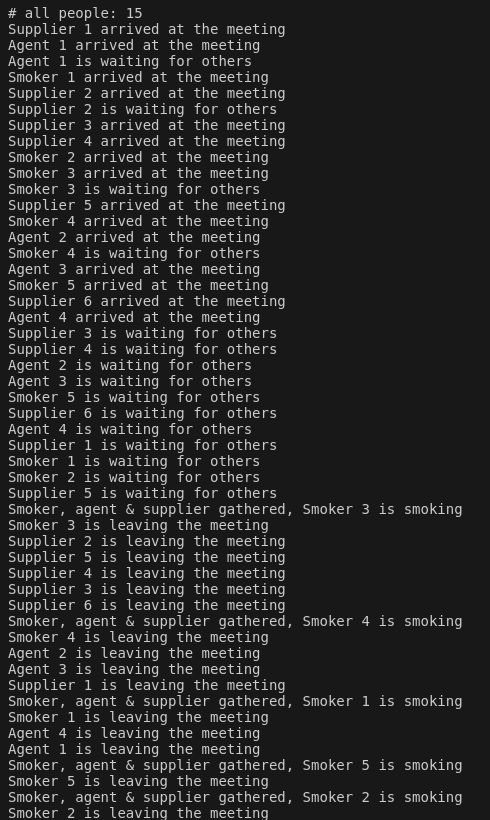 # all people: 15
Supplier 1 arrived at the meeting
Agent 1 arrived at the meeting
Agent 1 is waiting for others
Smoker 1 arrived at the meeting
Supplier 2 arrived at the meeting
Supplier 2 is waiting for others
Supplier 3 arrived at the meeting
Supplier 4 arrived at the meeting
Smoker 2 arrived at the meeting
Smoker 3 arrived at the meeting
Smoker 3 is waiting for others
Supplier 5 arrived at the meeting
Smoker 4 arrived at the meeting
Agent 2 arrived at the meeting
Smoker 4 is waiting for others
Agent 3 arrived at the meeting
Smoker 5 arrived at the meeting
Supplier 6 arrived at the meeting
Agent 4 arrived at the meeting
Supplier 3 is waiting for others
Supplier 4 is waiting for others
Agent 2 is waiting for others
Agent 3 is waiting for others
Smoker 5 is waiting for others
Supplier 6 is waiting for others
Agent 4 is waiting for others
Supplier 1 is waiting for others
Smoker 1 is waiting for others
Smoker 2 is waiting for others
Supplier 5 is waiting for others
Smoker, agent & supplier gathered, Smoker 3 is smoking
Smoker 3 is leaving the meeting
Supplier 2 is leaving the meeting
Supplier 5 is leaving the meeting
Supplier 4 is leaving the meeting
Supplier 3 is leaving the meeting
Supplier 6 is leaving the meeting
Smoker, agent & supplier gathered, Smoker 4 is smoking
Smoker 4 is leaving the meeting
Agent 2 is leaving the meeting
Agent 3 is leaving the meeting
Supplier 1 is leaving the meeting
Smoker, agent & supplier gathered, Smoker 1 is smoking
Smoker 1 is leaving the meeting
Agent 4 is leaving the meeting
Agent 1 is leaving the meeting
Smoker, agent & supplier gathered, Smoker 5 is smoking
Smoker 5 is leaving the meeting
Smoker, agent & supplier gathered, Smoker 2 is smoking
Smoker 2 is leaving the meeting